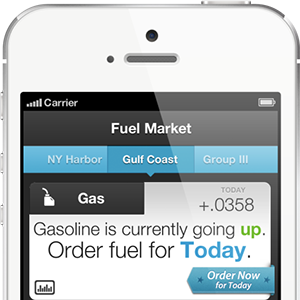 Carrier
Fuel Market
NY Harbor Gulf Coast Group III
Gas
TODAY
+.0358
Gasoline is currently going up.
Order fuel for Today.
Order Now
for Today